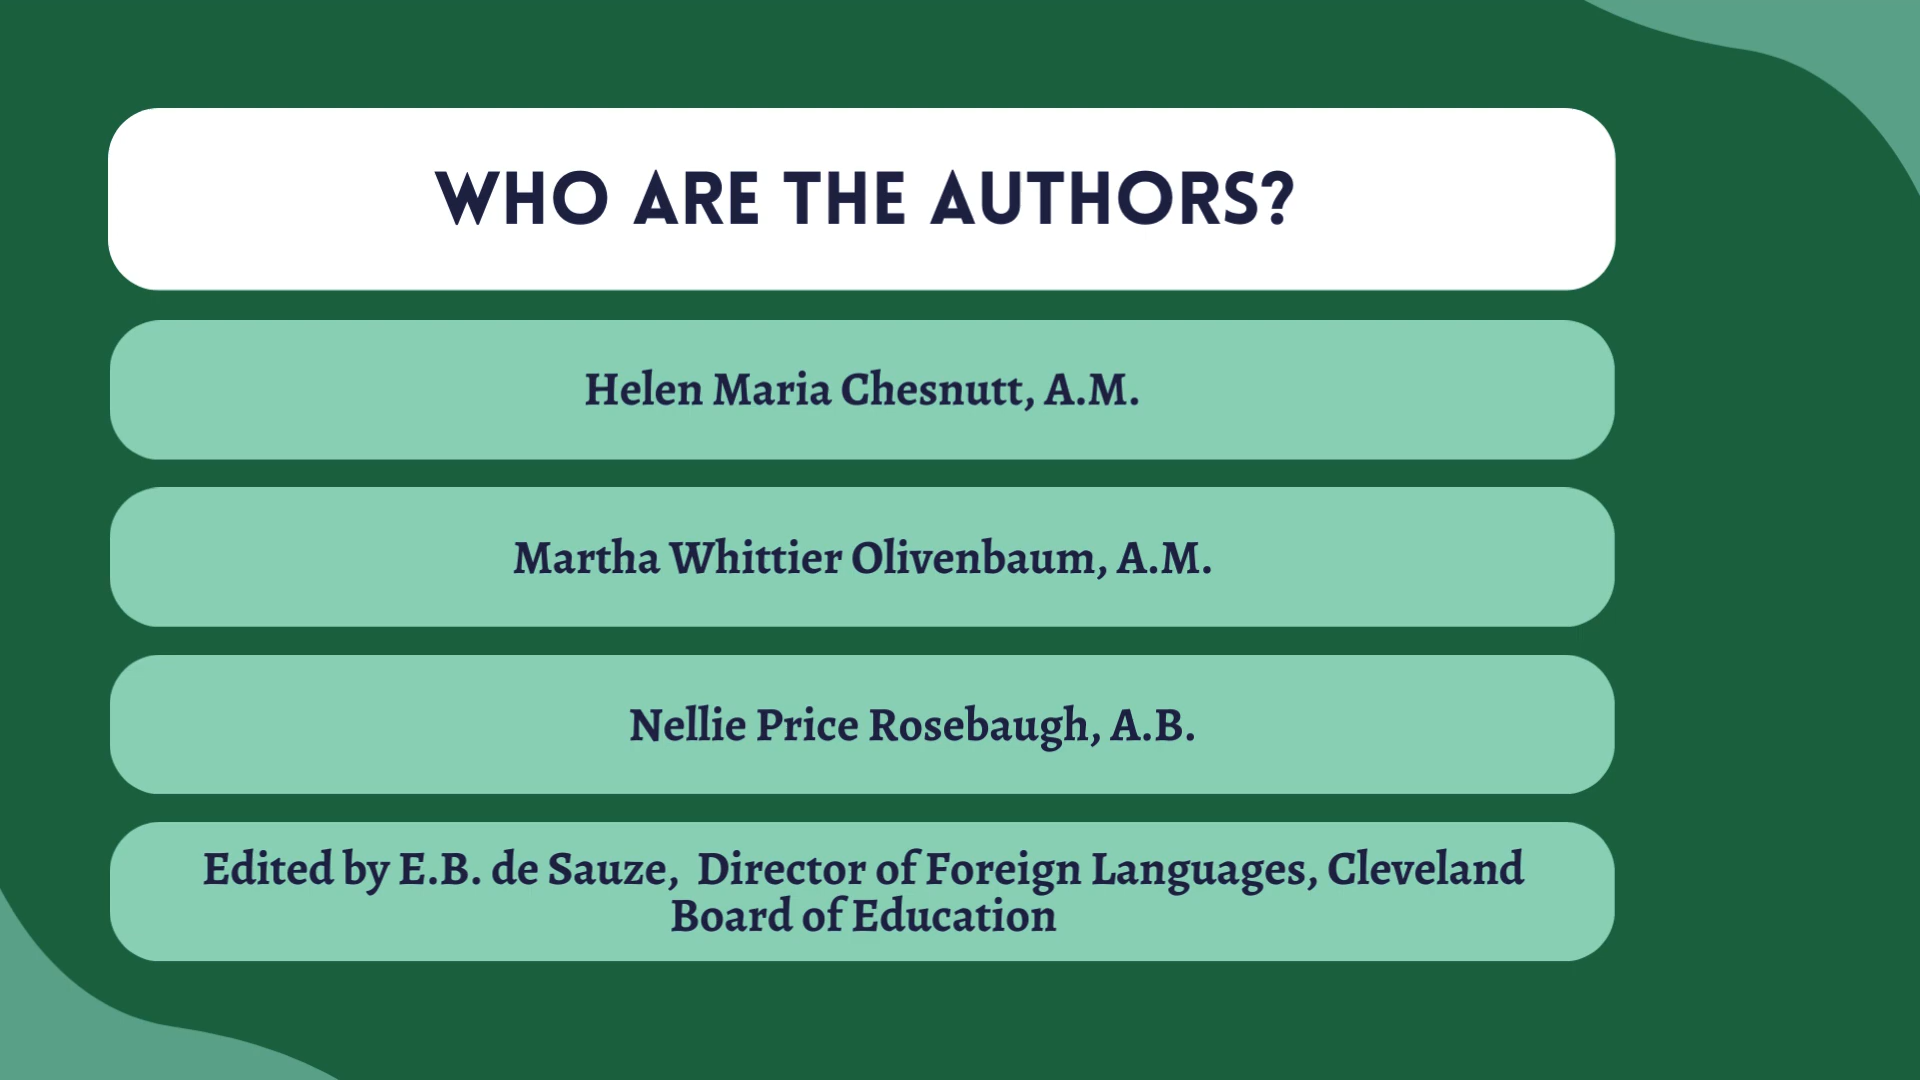 WHO ARE THE AUTHORS?
Helen Maria Chesnutt, A.M.
Martha Whittier Olivenbaum, A.M.
Nellie Price Rosebaugh, A.B.
Edited by E.B. de Sauze,  Director of Foreign Languages, Cleveland
Board of Education